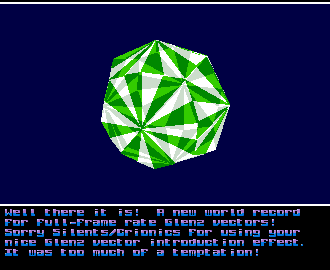 Well there it is!  A new world record
for full-frame rate Glenz vectors!
Sorry Silents/Crionics for using your
nice Glenz vector introduction effect.
It was too much of a temptation!